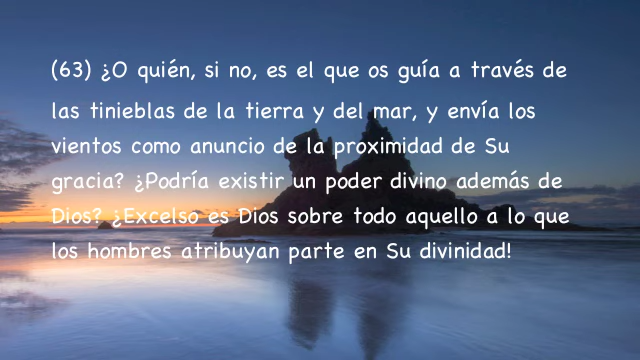 (63) ¿O quién, si no, es el que os guía a través de
las tinieblas de la tierra y del mar, y envía los
vientos como anuncio de la proximidad de Su
gracia? ¿Podría existir un poder divino además de
Dios? ¿Excelso es Dios sobre todo aquello a lo que
los hombres atribuyan parte en Su divinidad!